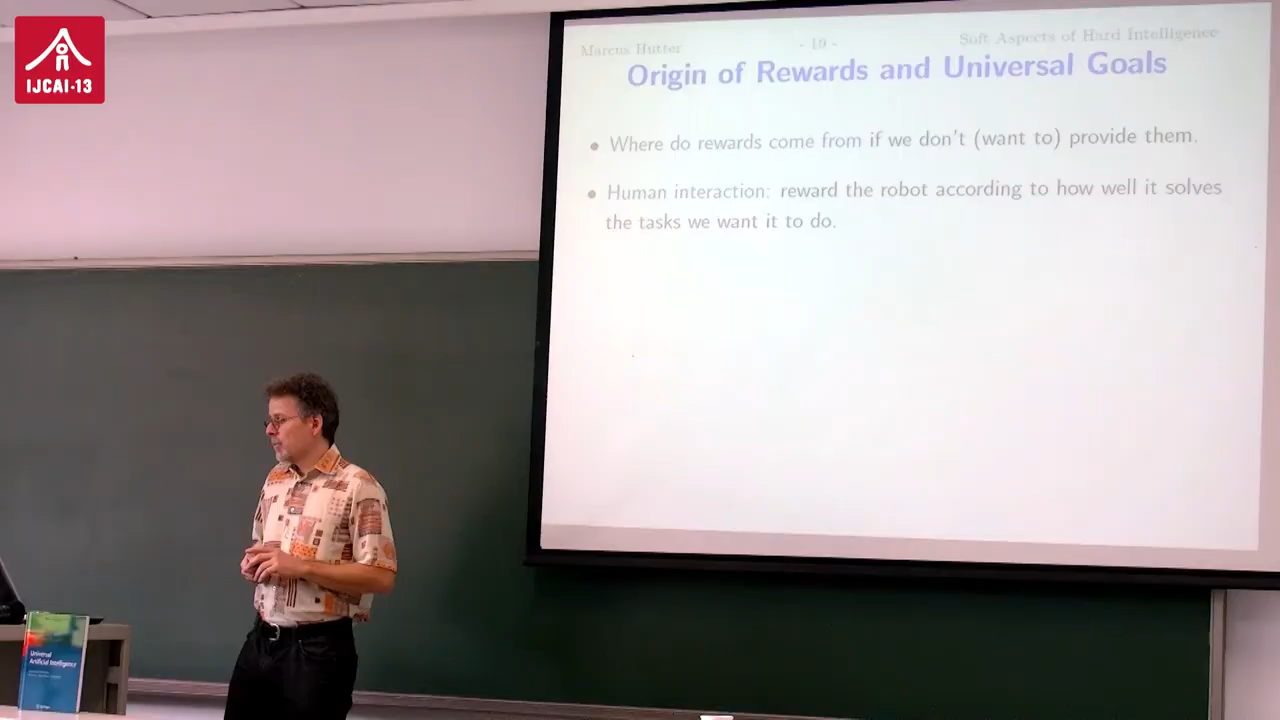 IJCAI-13
Marcus Hutter
- 19 -
Soft Aspects of Hard Intelligence
Origin of Rewards and Universal Goals
• Where do rewards come from if we don't (want to) provide them.
• Human interaction: reward the robot according to how well it solves
the tasks we want it to do.
Universal
Artificial Intelligence